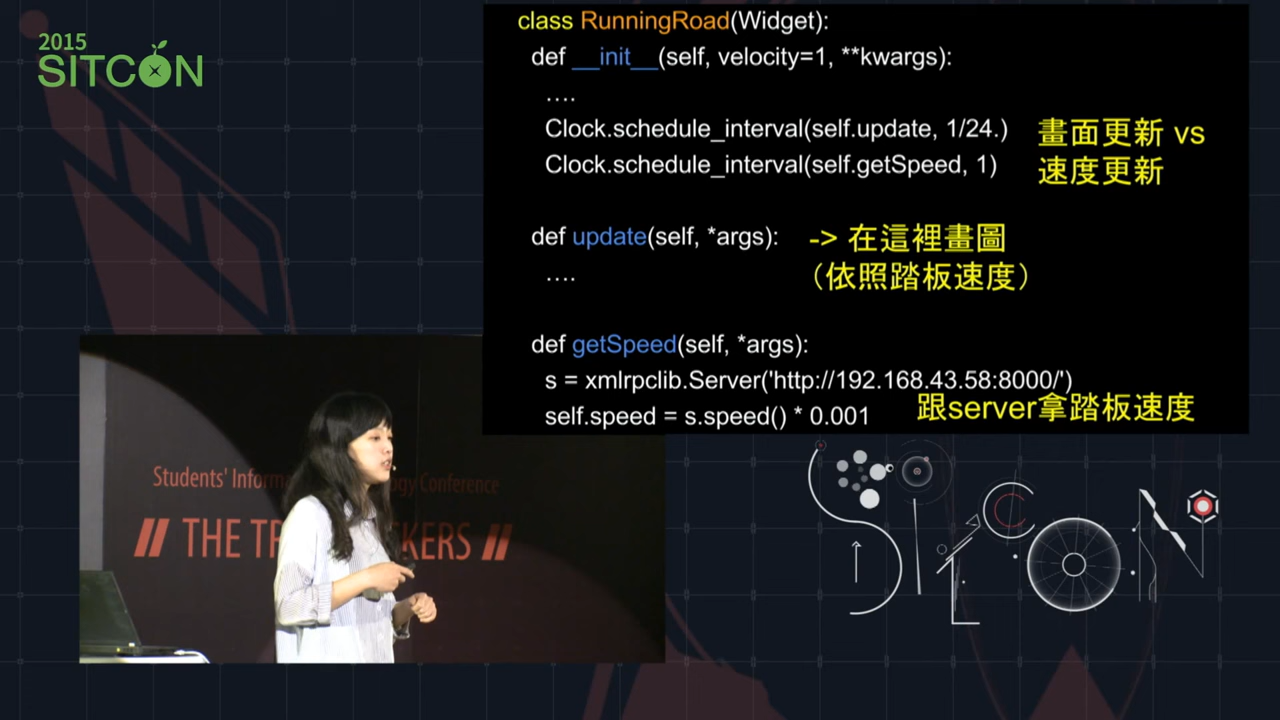 2015
SITCON
class RunningRoad(Widget):
def __init__(self, velocity=1, **kwargs):
....
Clock.schedule_interval(self.update, 1/24.)
Clock.schedule_interval(self.getSpeed, 1)
畫面更新 vs
速度更新
def update(self, *args):
-> 在這裡畫圖
（依照踏板速度）
....
def getSpeed(self, *args):
s = xmlrpclib.Server('http://192.168.43.58:8000/')
self.speed = s.speed() * 0.001
跟server拿踏板速度
Students' Conference
THE
SITCON